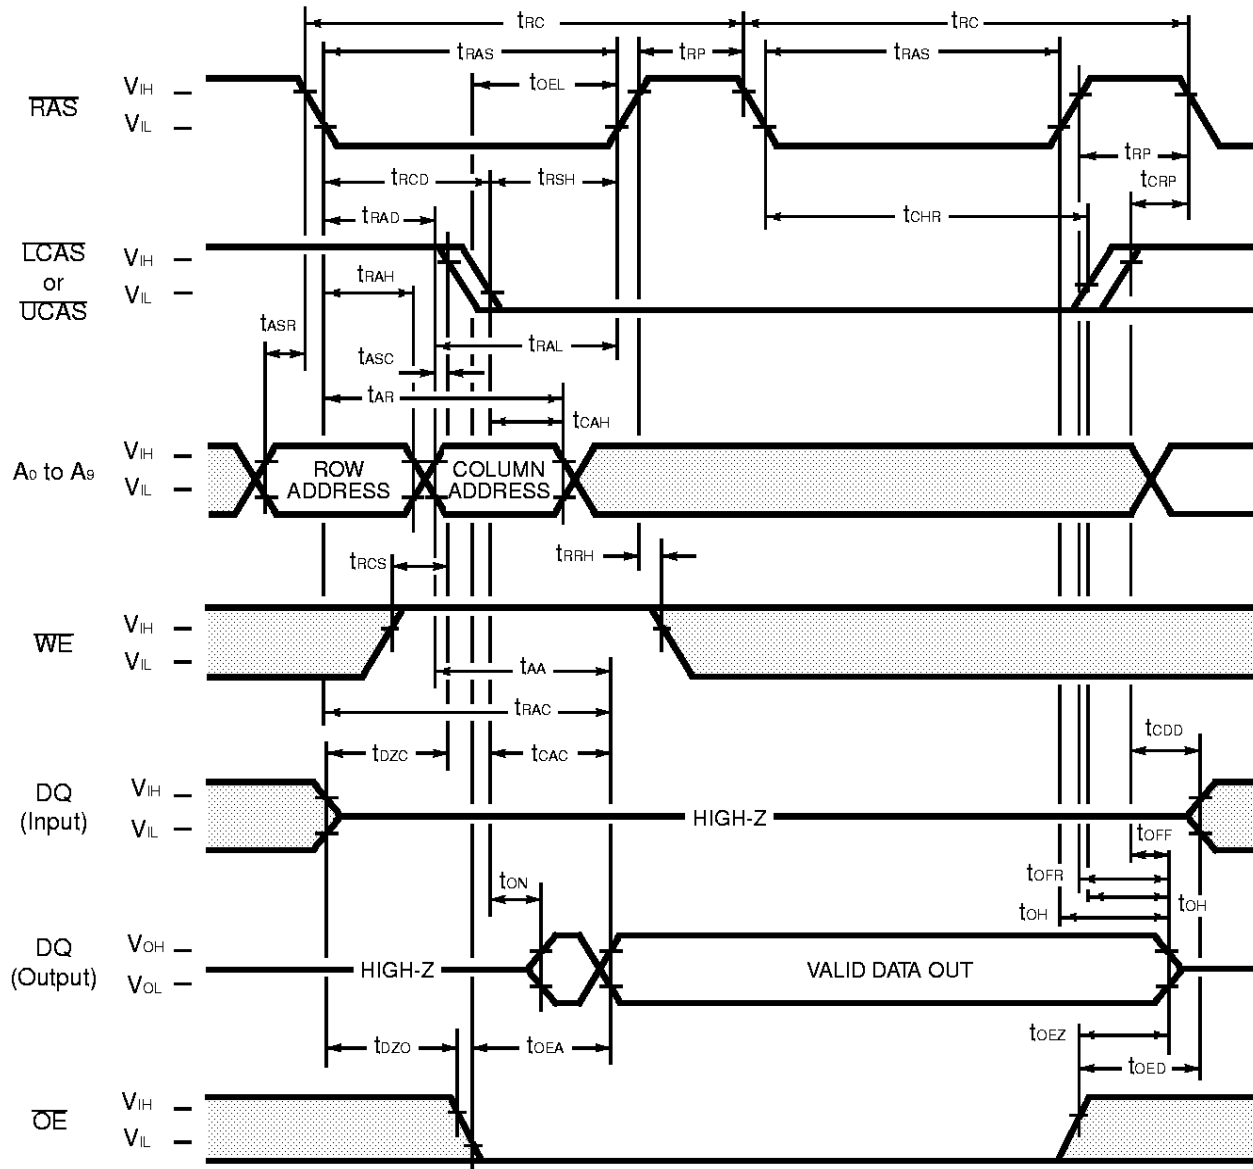 tRC tRC
tRAS tRP tRAS
tOEL
RAS VIH
VIL
tRP
tRCD tRSH tCRP
tRAD tCHR
LCAS
or
UCAS
VIH
VIL
tRAH
tASR
tASC tRAL
tAR
tCAH
A0 to A9
VIH
VIL
ROW
ADDRESS
COLUMN
ADDRESS
tRRH
tRCS
WE
VIH
VIL
tAA
tRAC
tCDD
tDZC tCAC
DQ
(Input)
VIH
VIL
HIGH-Z
tOFF
tON tOFR
tOH tOH
DQ
(Output)
VOH
VOL
HIGH-Z VALID DATA OUT
tOEZ
tDZO tOEA tOED
OE
VIH
VIL